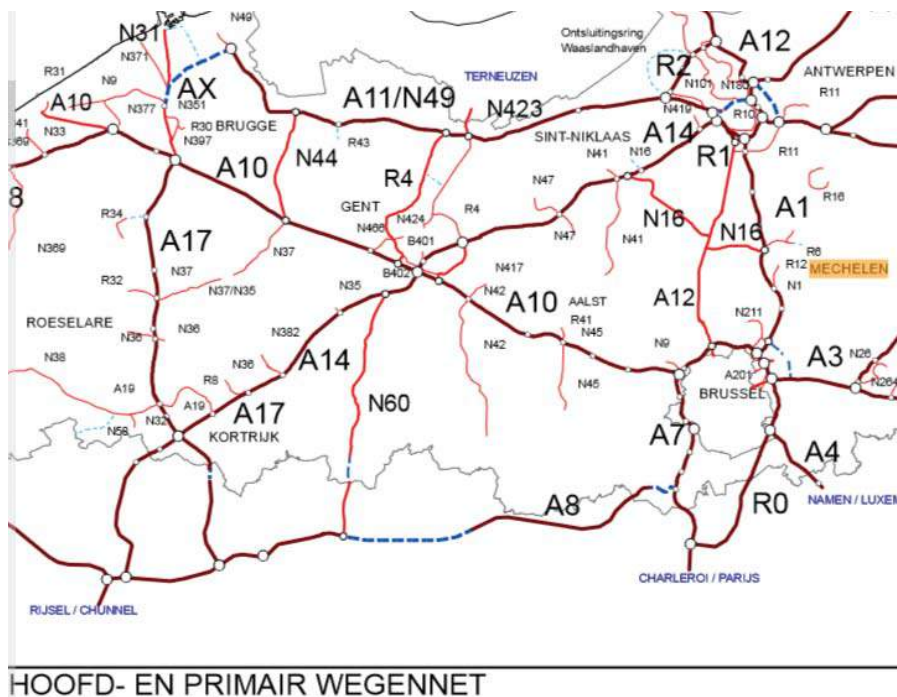 N31
N49
N371
R31
N9
AX
A10
N377
N351
R30
BRUGGE
N33
N397
41
N369
8
A10
N44
A11/N49
R43
TERNEUZEN
N423
Ontsluitingsring
Waaslandhaven
R2
A12
N101
N180
ANTWERPEN
R11
N419
R10
SINT-NIKLAAS
A14
R1
R11
N41
N16
R4
GENT
N47
N424
R4
N466
B401
B402
N47
N41
N16
N16
A1
R16
R6
MECHELEN
R12
N1
R34
A17
N369
N37
N37
R32
N37/N35
N35
N417
N42
A10
AALST
R41
N45
A12
N211
ROESELARE
N36
N36
N382
A14
N42
N45
N9
A201
BRUSSEL
A3
N26
N264
N38
A19
R8
N36
A19
A17
N32
N58
KORTRIJK
N60
A7
A4
A8
R0
NAMEN / LUXEM
CHARLEROI / PARIJS
RIJSEL / CHUNNEL
HOOFD- EN PRIMAIR WEGENNET